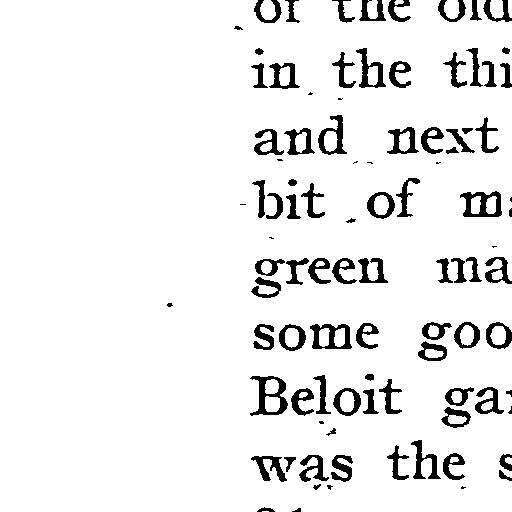 of the old
in the thi
and next
bit of ma
green ma
some goo
Beloit ga
was the s